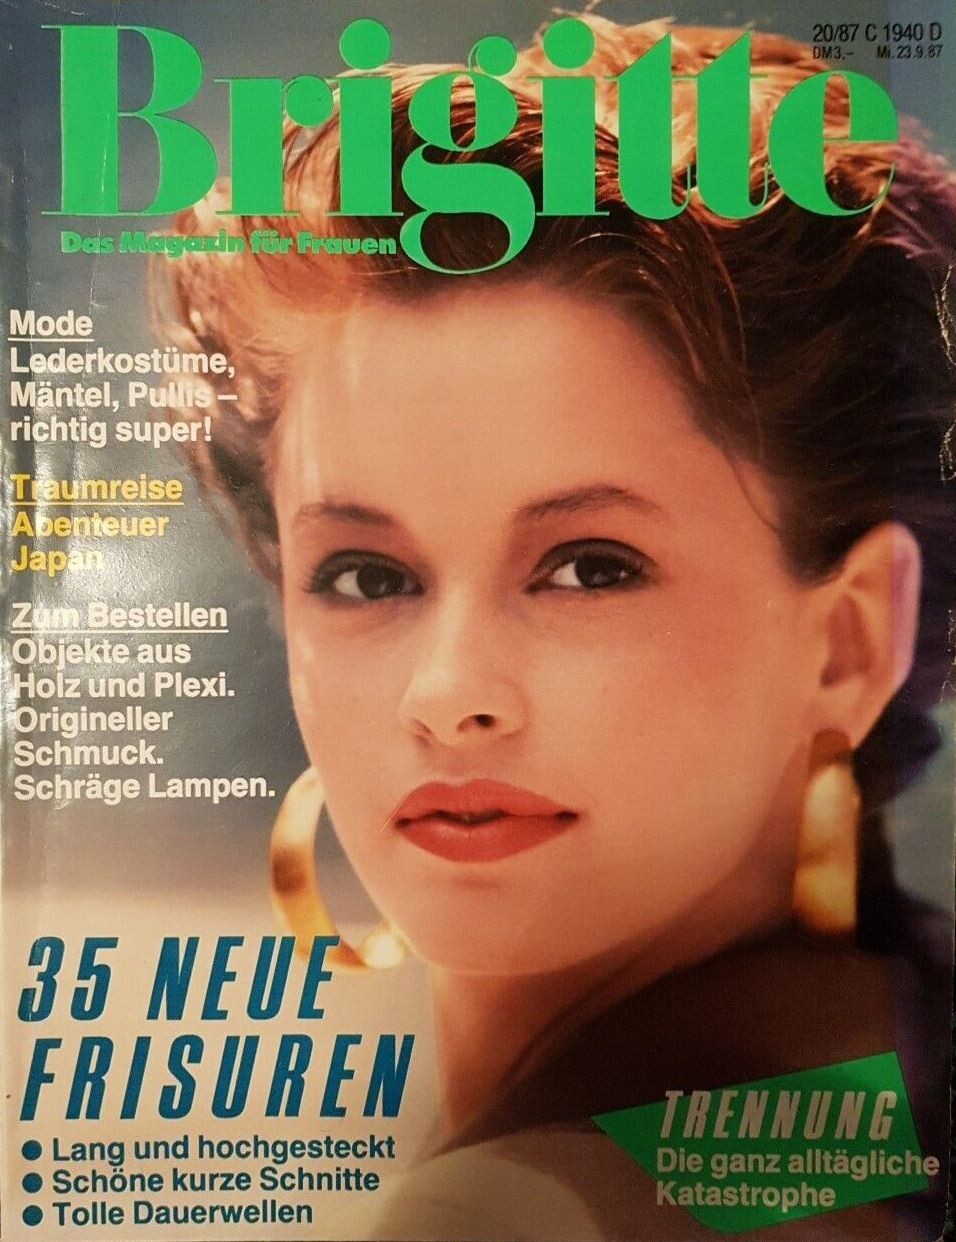 20/87 C 1940 D
DM 3,– Mi. 23.9.87
Brigitte
Das Magazin für Frauen
Mode
Lederkostüme,
Mäntel, Pullis –
richtig super!
Traumreise
Abenteuer
Japan
Zum Bestellen
Objekte aus
Holz und Plexi.
Origineller
Schmuck.
Schräge Lampen.
35 NEUE
FRISUREN
● Lang und hochgesteckt
● Schöne kurze Schnitte
● Tolle Dauerwellen
TRENNUNG
Die ganz alltägliche
Katastrophe